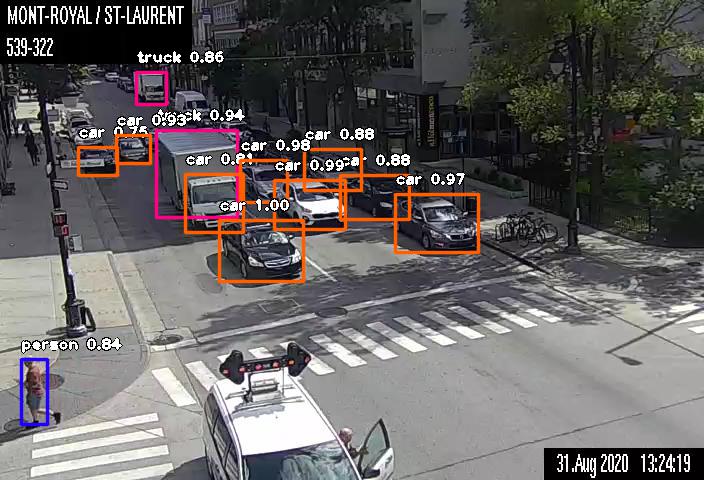 MONT-ROYAL / ST-LAURENT
539-322
truck 0.86
car 0.75
car 0.93
truck 0.94
car 0.98
car 0.88
car 0.81
car 0.99
car 0.88
car 0.97
car 1.00
person 0.84
31.Aug 2020 13:24:19